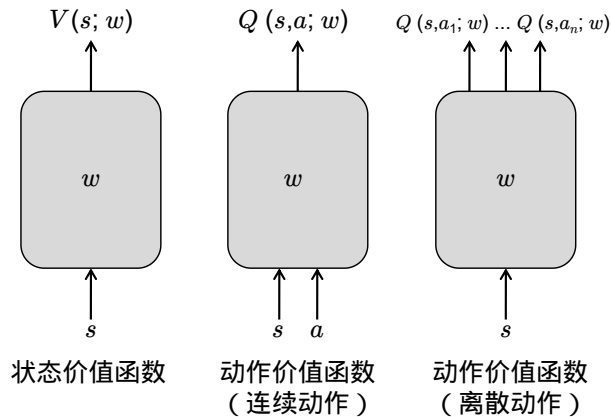 V(s; w)
Q (s,a; w)
Q (s,a₁; w) ... Q (s,aₙ; w)
w
w
w
s
s
a
s
状态价值函数
动作价值函数
（连续动作）
动作价值函数
（离散动作）